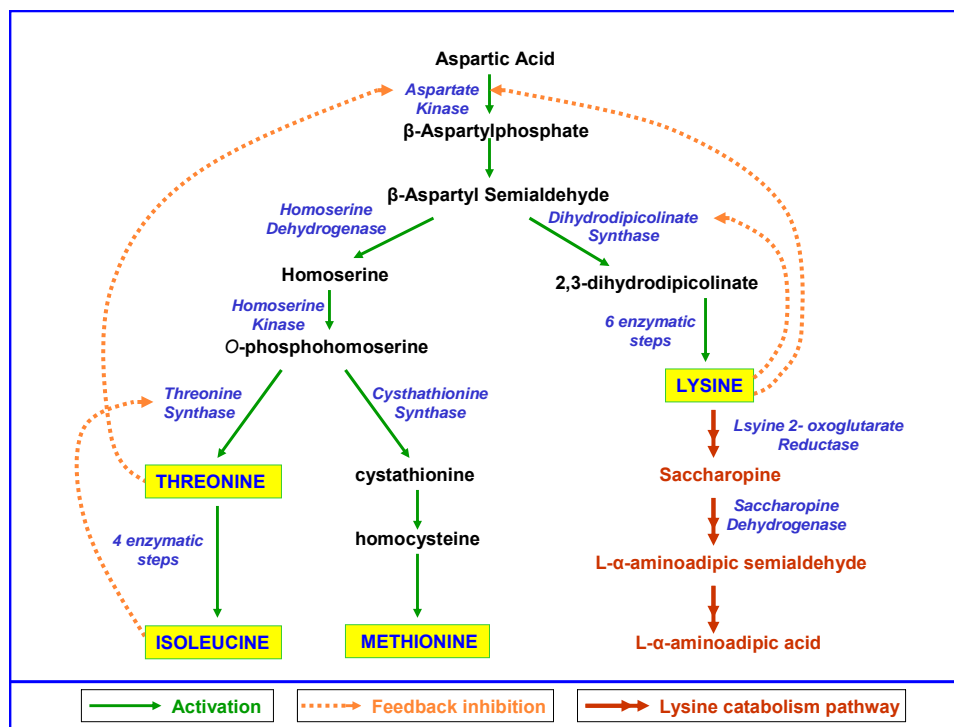 Aspartic Acid
Aspartate
Kinase
β-Aspartylphosphate
β-Aspartyl Semialdehyde
Homoserine
Dehydrogenase
Dihydrodipicolinate
Synthase
Homoserine
2,3-dihydrodipicolinate
Homoserine
Kinase
6 enzymatic
steps
O-phosphohomoserine
Threonine
Synthase
Cysthathionine
Synthase
LYSINE
Lsyine 2- oxoglutarate
Reductase
THREONINE
cystathionine
Saccharopine
Saccharopine
Dehydrogenase
4 enzymatic
steps
homocysteine
L-α-aminoadipic semialdehyde
ISOLEUCINE
METHIONINE
L-α-aminoadipic acid
Activation
Feedback inhibition
Lysine catabolism pathway